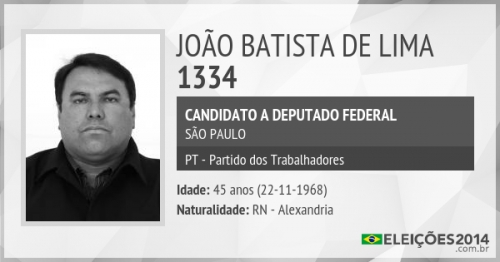 JOÃO BATISTA DE LIMA
1334
CANDIDATO A DEPUTADO FEDERAL
SÃO PAULO
PT - Partido dos Trabalhadores
Idade: 45 anos (22-11-1968)
Naturalidade: RN - Alexandria
ELEIÇÕES2014
.com.br